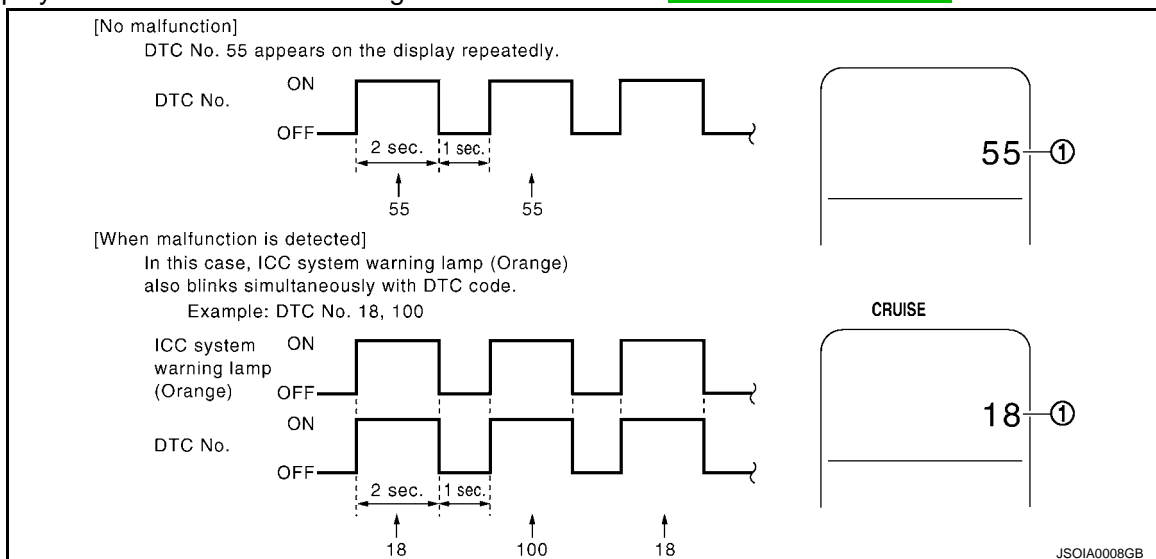 [No malfunction]
DTC No. 55 appears on the display repeatedly.
DTC No.
ON
OFF
2 sec.
1 sec.
55
55
55
①
[When malfunction is detected]
In this case, ICC system warning lamp (Orange)
also blinks simultaneously with DTC code.
Example: DTC No. 18, 100
ICC system
warning lamp
(Orange)
ON
OFF
DTC No.
ON
OFF
2 sec.
1 sec.
18
100
18
CRUISE
18
①
JSOIA0008GB